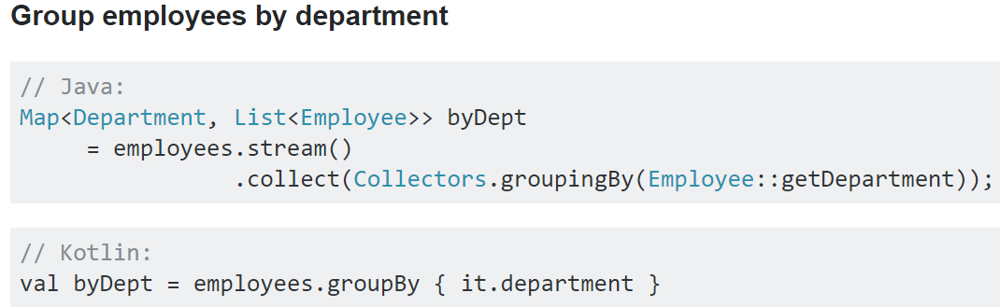 Group employees by department
// Java:
Map<Department, List<Employee>> byDept
     = employees.stream()
                .collect(Collectors.groupingBy(Employee::getDepartment));
// Kotlin:
val byDept = employees.groupBy { it.department }